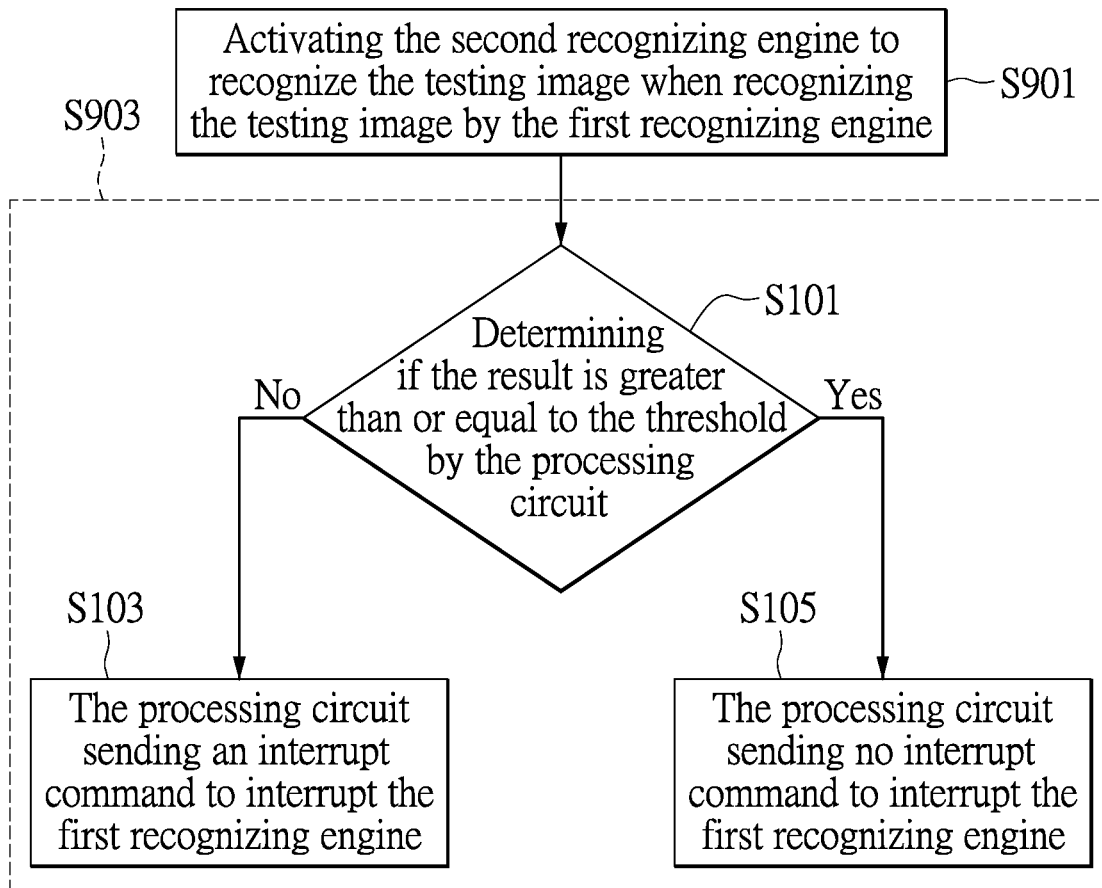 Activating the second recognizing engine to
recognize the testing image when recognizing
the testing image by the first recognizing engine
S901
S903
S101
Determining
if the result is greater
than or equal to the threshold
by the processing
circuit
No
Yes
S103
S105
The processing circuit
sending an interrupt
command to interrupt the
first recognizing engine
The processing circuit
sending no interrupt
command to interrupt the
first recognizing engine